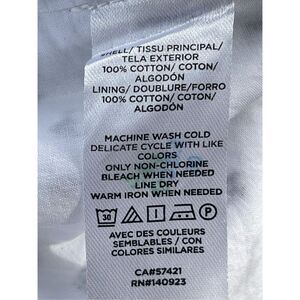 SHELL/ TISSU PRINCIPAL/
TELA EXTERIOR
100% COTTON/ COTON/
ALGODÓN
LINING/ DOUBLURE/FORRO
100% COTTON/ COTON/
ALGODÓN
MACHINE WASH COLD
DELICATE CYCLE WITH LIKE
COLORS
ONLY NON-CHLORINE
BLEACH WHEN NEEDED
LINE DRY
WARM IRON WHEN NEEDED
30 P
AVEC DES COULEURS
SEMBLABLES / CON
COLORES SIMILARES
CA#57421
RN#140923